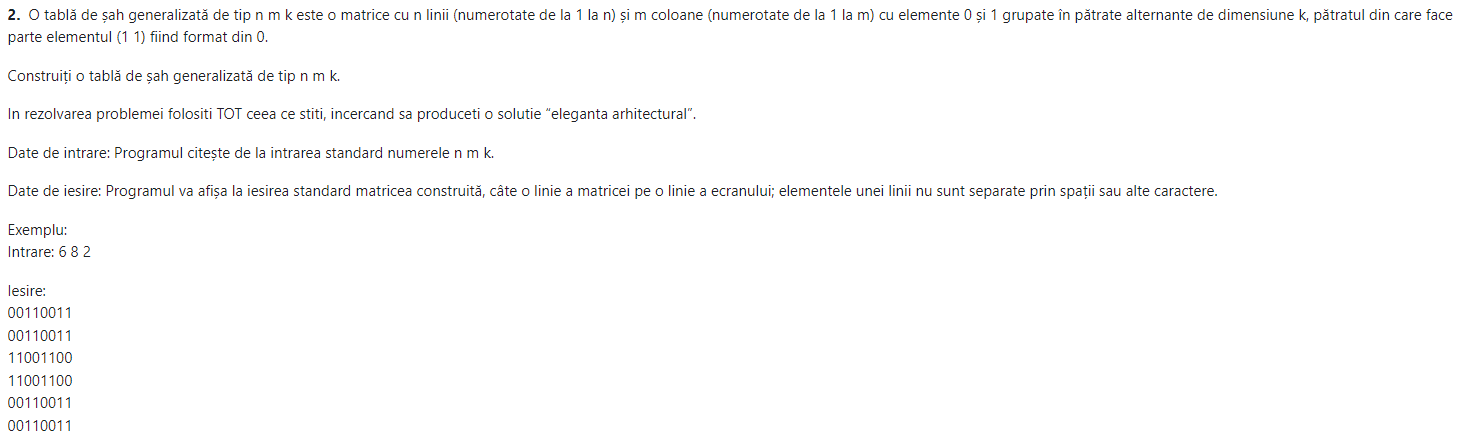 2. O tablă de șah generalizată de tip n m k este o matrice cu n linii (numerotate de la 1 la n) și m coloane (numerotate de la 1 la m) cu elemente 0 și 1 grupate în pătrate alternante de dimensiune k, pătratul din care face
parte elementul (1 1) fiind format din 0.
Construiți o tablă de șah generalizată de tip n m k.
In rezolvarea problemei folositi TOT ceea ce stiti, incercand sa produceti o solutie “eleganta arhitectural”.
Date de intrare: Programul citește de la intrarea standard numerele n m k.
Date de iesire: Programul va afișa la iesirea standard matricea construită, câte o linie a matricei pe o linie a ecranului; elementele unei linii nu sunt separate prin spații sau alte caractere.
Exemplu:
Intrare: 6 8 2
Iesire:
00110011
00110011
11001100
11001100
00110011
00110011